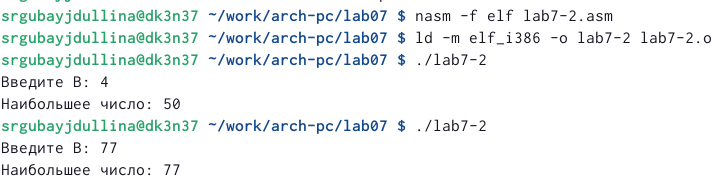 srgubayjdullina@dk3n37 ~/work/arch-pc/lab07 $ nasm -f elf lab7-2.asm
srgubayjdullina@dk3n37 ~/work/arch-pc/lab07 $ ld -m elf_i386 -o lab7-2 lab7-2.o
srgubayjdullina@dk3n37 ~/work/arch-pc/lab07 $ ./lab7-2
Введите В: 4
Наибольшее число: 50
srgubayjdullina@dk3n37 ~/work/arch-pc/lab07 $ ./lab7-2
Введите В: 77
Наибольшее число: 77